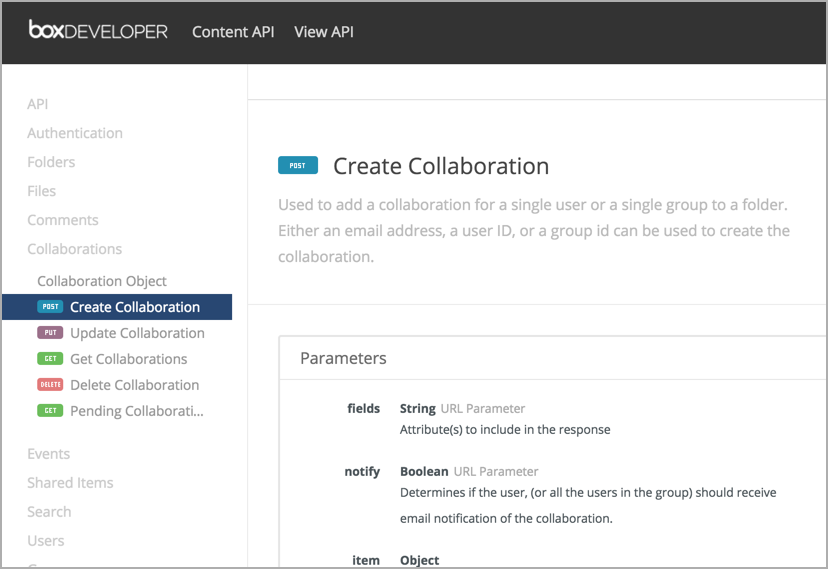 boxDEVELOPER Content API View API
API
Authentication
Folders
Files
Comments
Collaborations
Collaboration Object
POST Create Collaboration
PUT Update Collaboration
GET Get Collaborations
DELETE Delete Collaboration
GET Pending Collaborati...
Events
Shared Items
Search
Users
POST Create Collaboration
Used to add a collaboration for a single user or a single group to a folder.
Either an email address, a user ID, or a group id can be used to create the
collaboration.
Parameters
fields String URL Parameter
Attribute(s) to include in the response
notify Boolean URL Parameter
Determines if the user, (or all the users in the group) should receive
email notification of the collaboration.
item Object